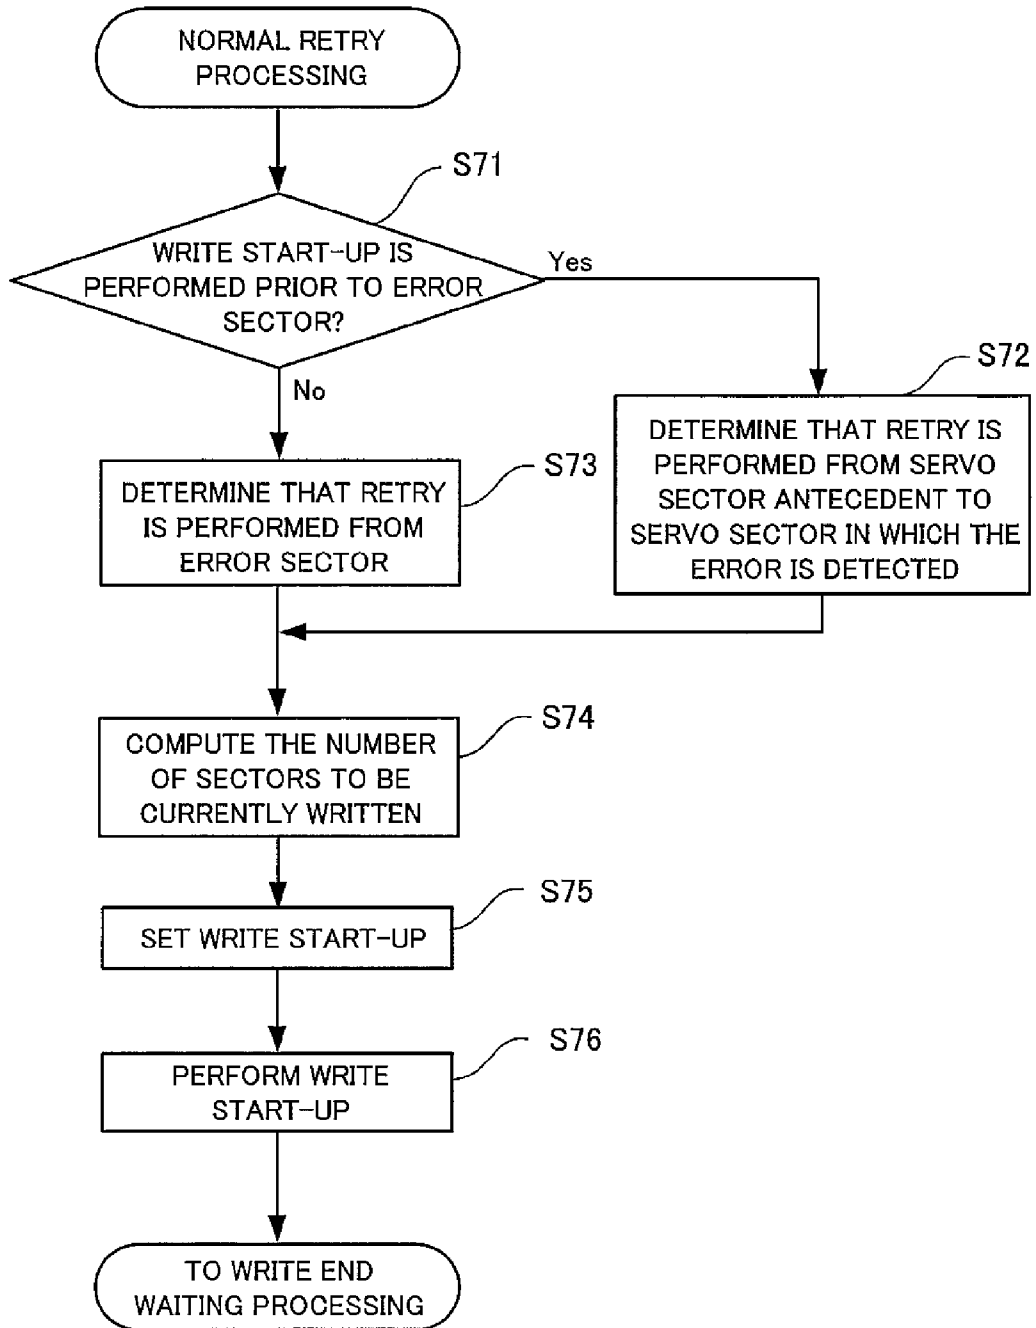 NORMAL RETRY
PROCESSING
S71
WRITE START-UP IS
PERFORMED PRIOR TO ERROR
SECTOR?
Yes
No
S72
DETERMINE THAT RETRY IS
PERFORMED FROM SERVO
SECTOR ANTECEDENT TO
SERVO SECTOR IN WHICH THE
ERROR IS DETECTED
S73
DETERMINE THAT RETRY
IS PERFORMED FROM
ERROR SECTOR
S74
COMPUTE THE NUMBER
OF SECTORS TO BE
CURRENTLY WRITTEN
S75
SET WRITE START-UP
S76
PERFORM WRITE
START-UP
TO WRITE END
WAITING PROCESSING